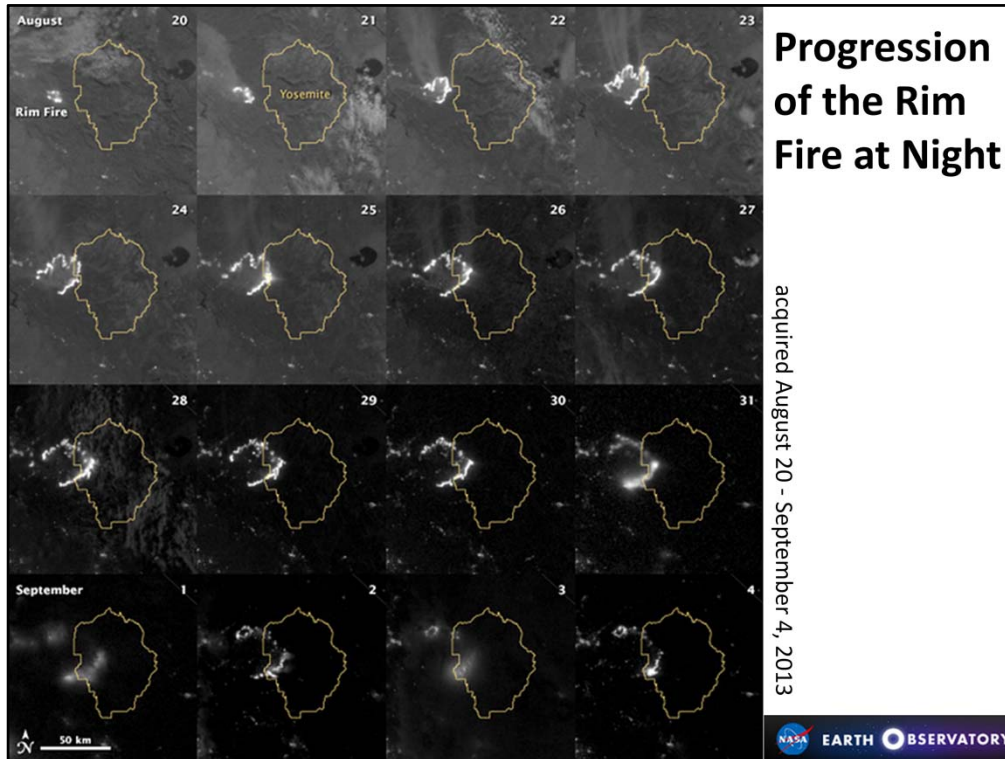 August 20
21
22
23
Rim Fire
Yosemite
24
25
26
27
28
29
30
31
September 1
2
3
4
N
50 km
Progression
of the Rim
Fire at Night
acquired August 20 - September 4, 2013
NASA EARTH OBSERVATORY